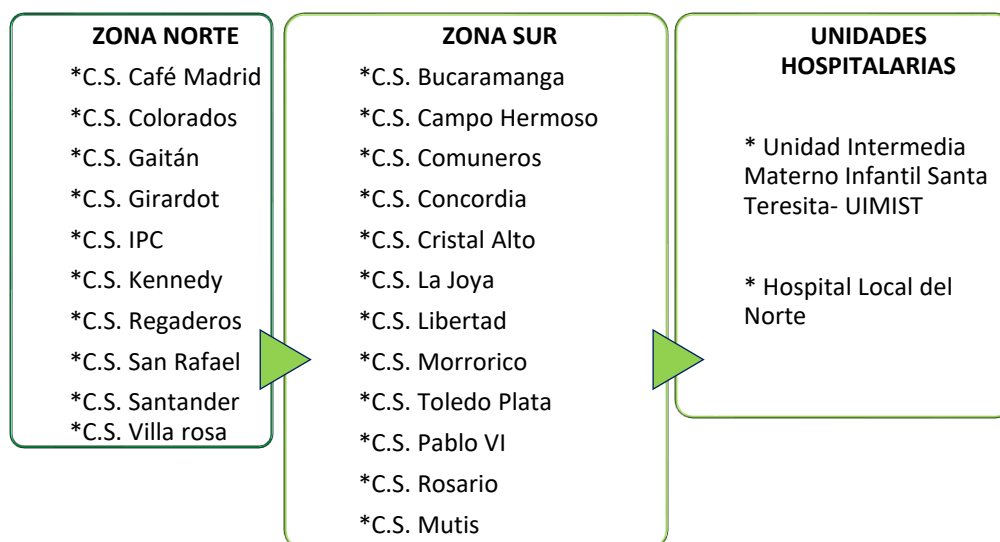 ZONA NORTE
*C.S. Café Madrid
*C.S. Colorados
*C.S. Gaitán
*C.S. Girardot
*C.S. IPC
*C.S. Kennedy
*C.S. Regaderos
*C.S. San Rafael
*C.S. Santander
*C.S. Villa rosa
ZONA SUR
*C.S. Bucaramanga
*C.S. Campo Hermoso
*C.S. Comuneros
*C.S. Concordia
*C.S. Cristal Alto
*C.S. La Joya
*C.S. Libertad
*C.S. Morrorico
*C.S. Toledo Plata
*C.S. Pablo VI
*C.S. Rosario
*C.S. Mutis
UNIDADES
HOSPITALARIAS
* Unidad Intermedia
Materno Infantil Santa
Teresita- UIMIST
* Hospital Local del
Norte